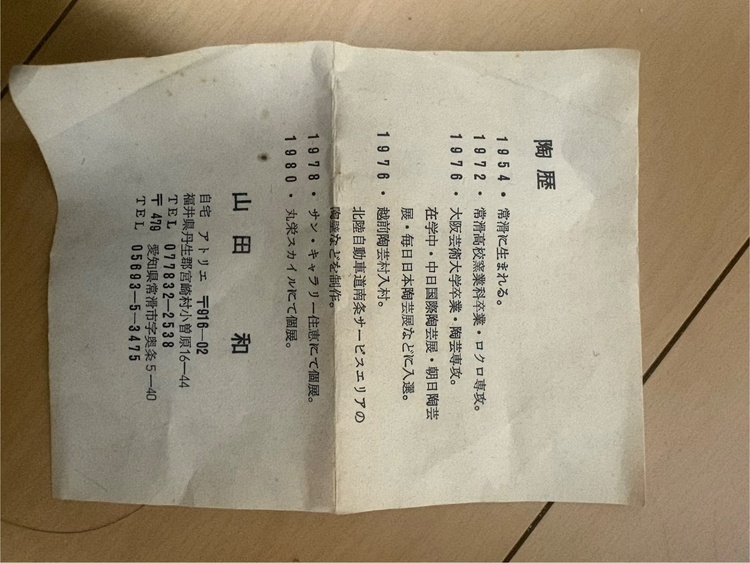 陶歴
1954・常滑に生まれる。
1972・常滑高校窯業科卒業・ロクロ専攻。
1976・大阪芸術大学卒業・陶芸専攻。
在学中・中日国際陶芸展・朝日陶芸
展・毎日日本陶芸展などに入選。
1976・越前陶芸村入村。
北陸自動車道南条サービスエリアの
陶壁などを制作。
1978・サン・キャラリー住恵にて個展。
1980・丸栄スカイルにて個展。
山田 和
自宅 アトリエ 〒916-02
福井県丹生郡宮崎村小曽原16-44
TEL 077832-2538
〒479 愛知県常滑市字奥条5-40
TEL 05693-5-3475